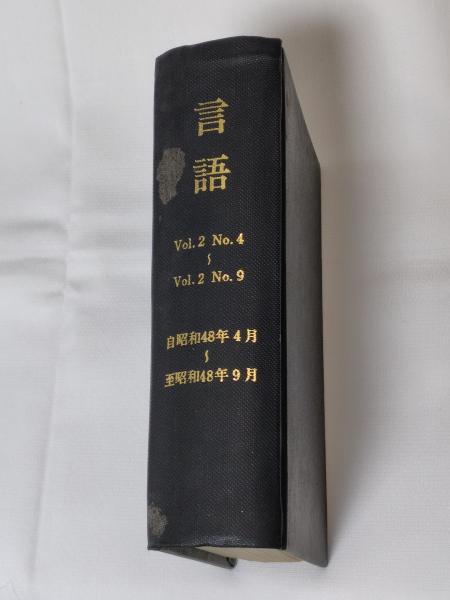 言語
Vol. 2 No. 4
〜
Vol. 2 No. 9
自昭和48年4月
〜
至昭和48年9月